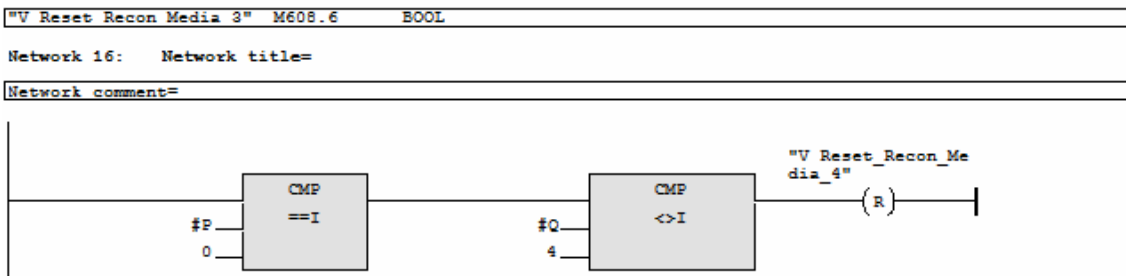 "V Reset Recon Media 3" M608.6 BOOL
Network 16: Network title=
Network comment=
"V Reset_Recon_Me
dia_4"
CMP CMP
==I <>I (R)
#P #Q
0 4